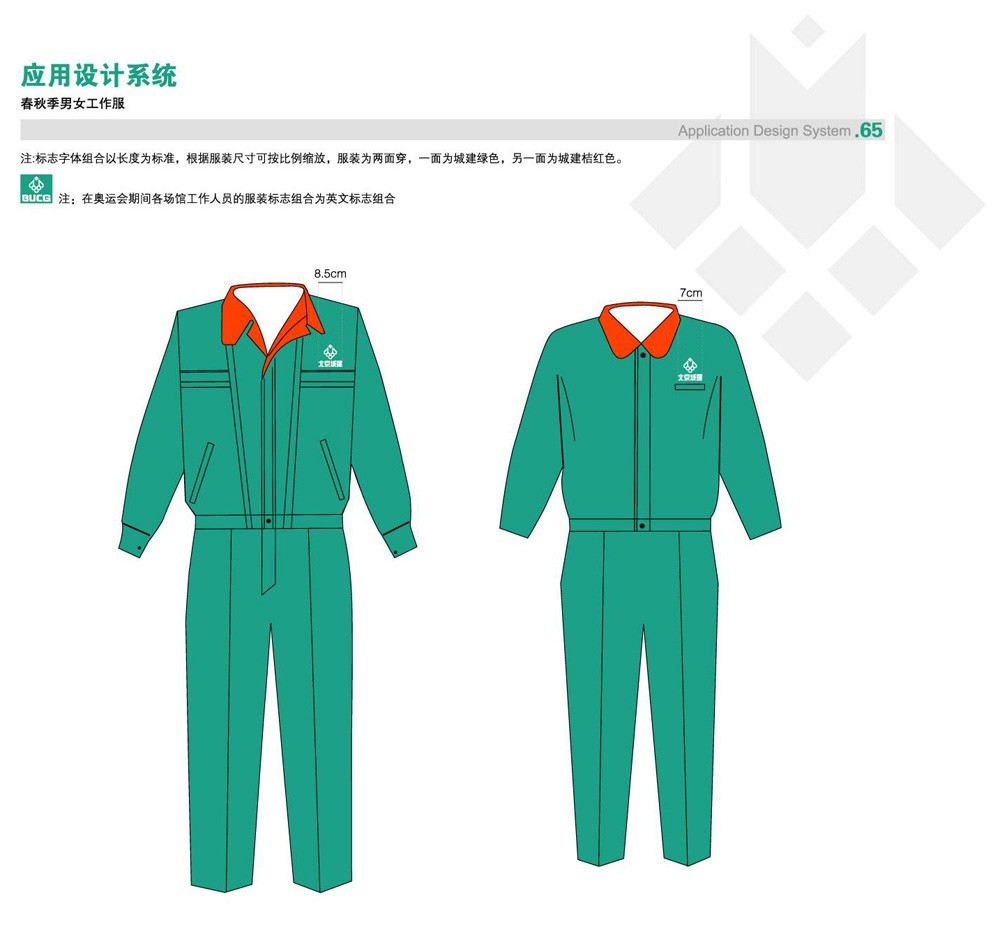 应用设计系统
春秋季男女工作服
Application Design System .65
注:标志字体组合以长度为标准，根据服装尺寸可按比例缩放，服装为两面穿，一面为城建绿色，另一面为城建桔红色。
BUCG 注：在奥运会期间各场馆工作人员的服装标志组合为英文标志组合
8.5cm
7cm
北京城建
北京城建